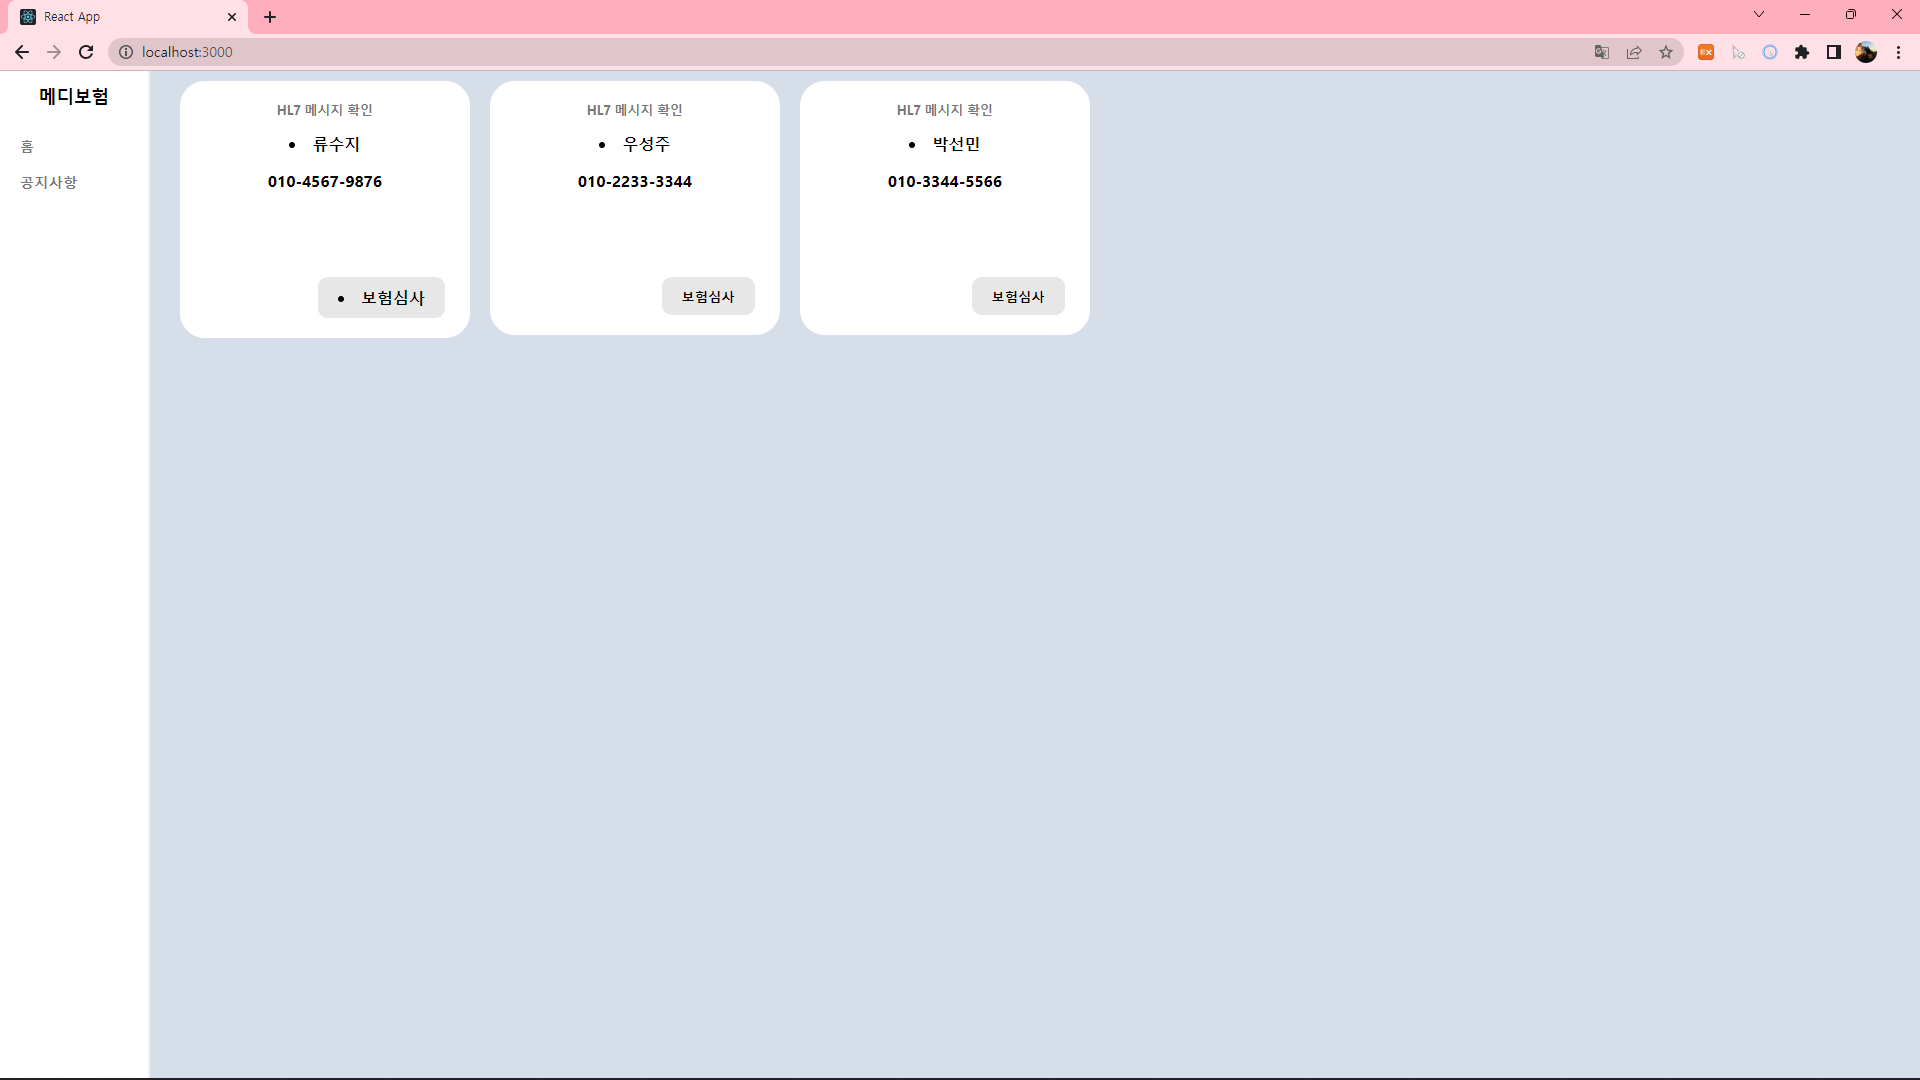 React App
localhost:3000
메디보험
홈
공지사항
HL7 메시지 확인
• 류수지
010-4567-9876
• 보험심사
HL7 메시지 확인
• 우성주
010-2233-3344
보험심사
HL7 메시지 확인
• 박선민
010-3344-5566
보험심사